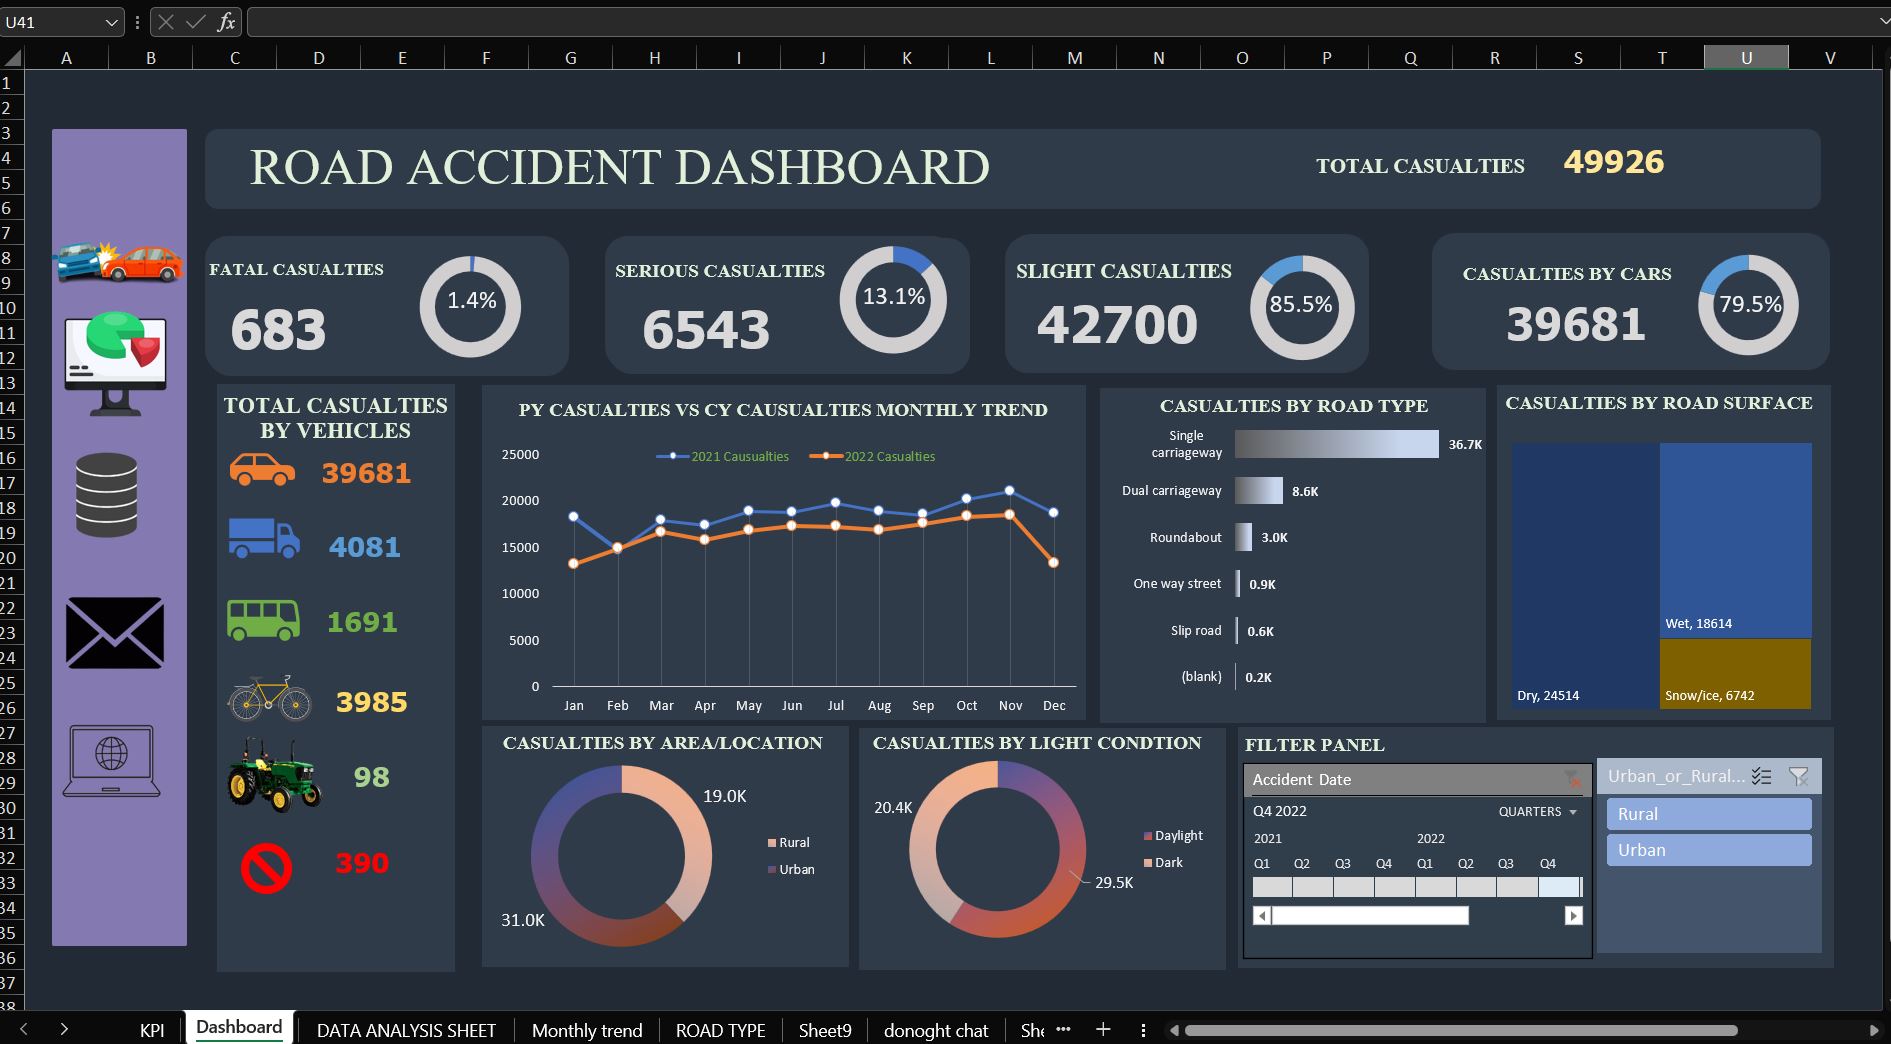 U41
fx
A B C D E F G H I J K L M N O P Q R S T U V
1
2
3
4
5
6
7
8
9
10
11
12
13
14
15
16
17
18
19
20
21
22
23
24
25
26
27
28
29
30
31
32
33
34
35
36
37
38
ROAD ACCIDENT DASHBOARD
TOTAL CASUALTIES 49926
FATAL CASUALTIES
683
1.4%
SERIOUS CASUALTIES
6543
13.1%
SLIGHT CASUALTIES
42700
85.5%
CASUALTIES BY CARS
39681
79.5%
TOTAL CASUALTIES
BY VEHICLES
39681
4081
1691
3985
98
390
PY CASUALTIES VS CY CAUSUALTIES MONTHLY TREND
2021 Causualties 2022 Casualties
25000
20000
15000
10000
5000
0
Jan Feb Mar Apr May Jun Jul Aug Sep Oct Nov Dec
CASUALTIES BY ROAD TYPE
Single
carriageway
36.7K
Dual carriageway 8.6K
Roundabout 3.0K
One way street 0.9K
Slip road 0.6K
(blank) 0.2K
CASUALTIES BY ROAD SURFACE
Wet, 18614
Dry, 24514
Snow/ice, 6742
CASUALTIES BY AREA/LOCATION
19.0K
Rural
Urban
31.0K
CASUALTIES BY LIGHT CONDTION
20.4K
Daylight
Dark
29.5K
FILTER PANEL
Accident Date
Q4 2022 QUARTERS
2021 2022
Q1 Q2 Q3 Q4 Q1 Q2 Q3 Q4
Urban_or_Rural...
Rural
Urban
KPI Dashboard DATA ANALYSIS SHEET Monthly trend ROAD TYPE Sheet9 donoght chat She ...